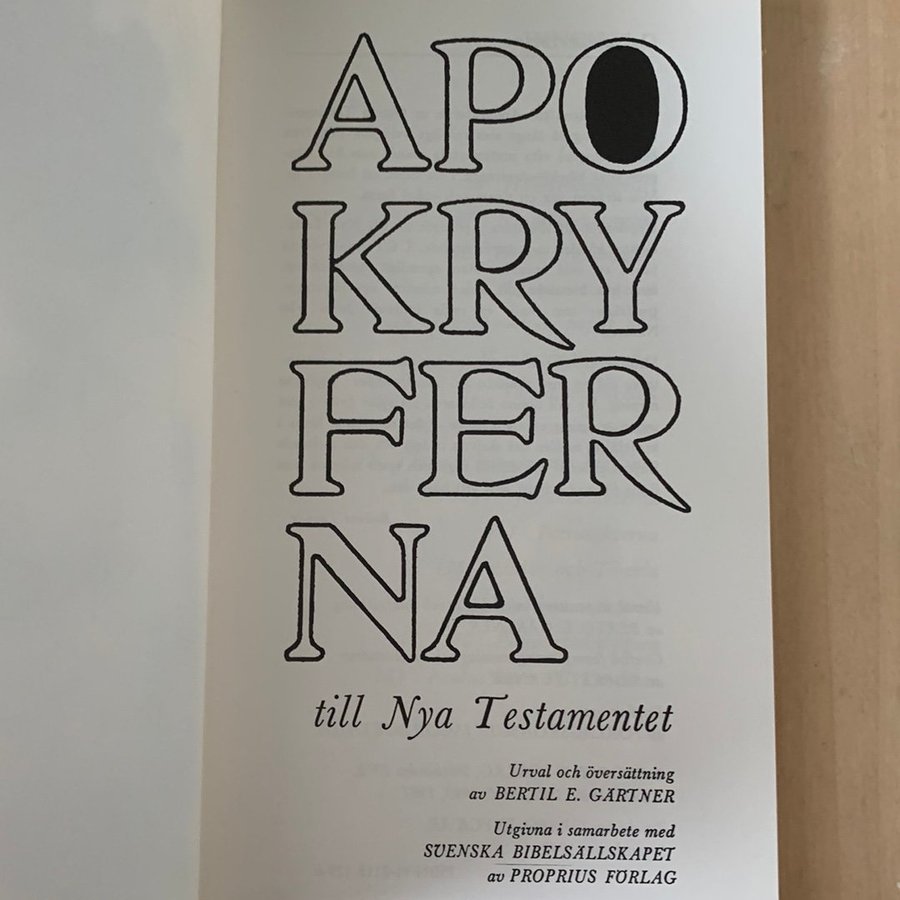 APO
KRY
FER
NA
till Nya Testamentet
Urval och översättning
av BERTIL E. GÄRTNER
Utgivna i samarbete med
SVENSKA BIBELSÄLLSKAPET
av PROPRIUS FÖRLAG